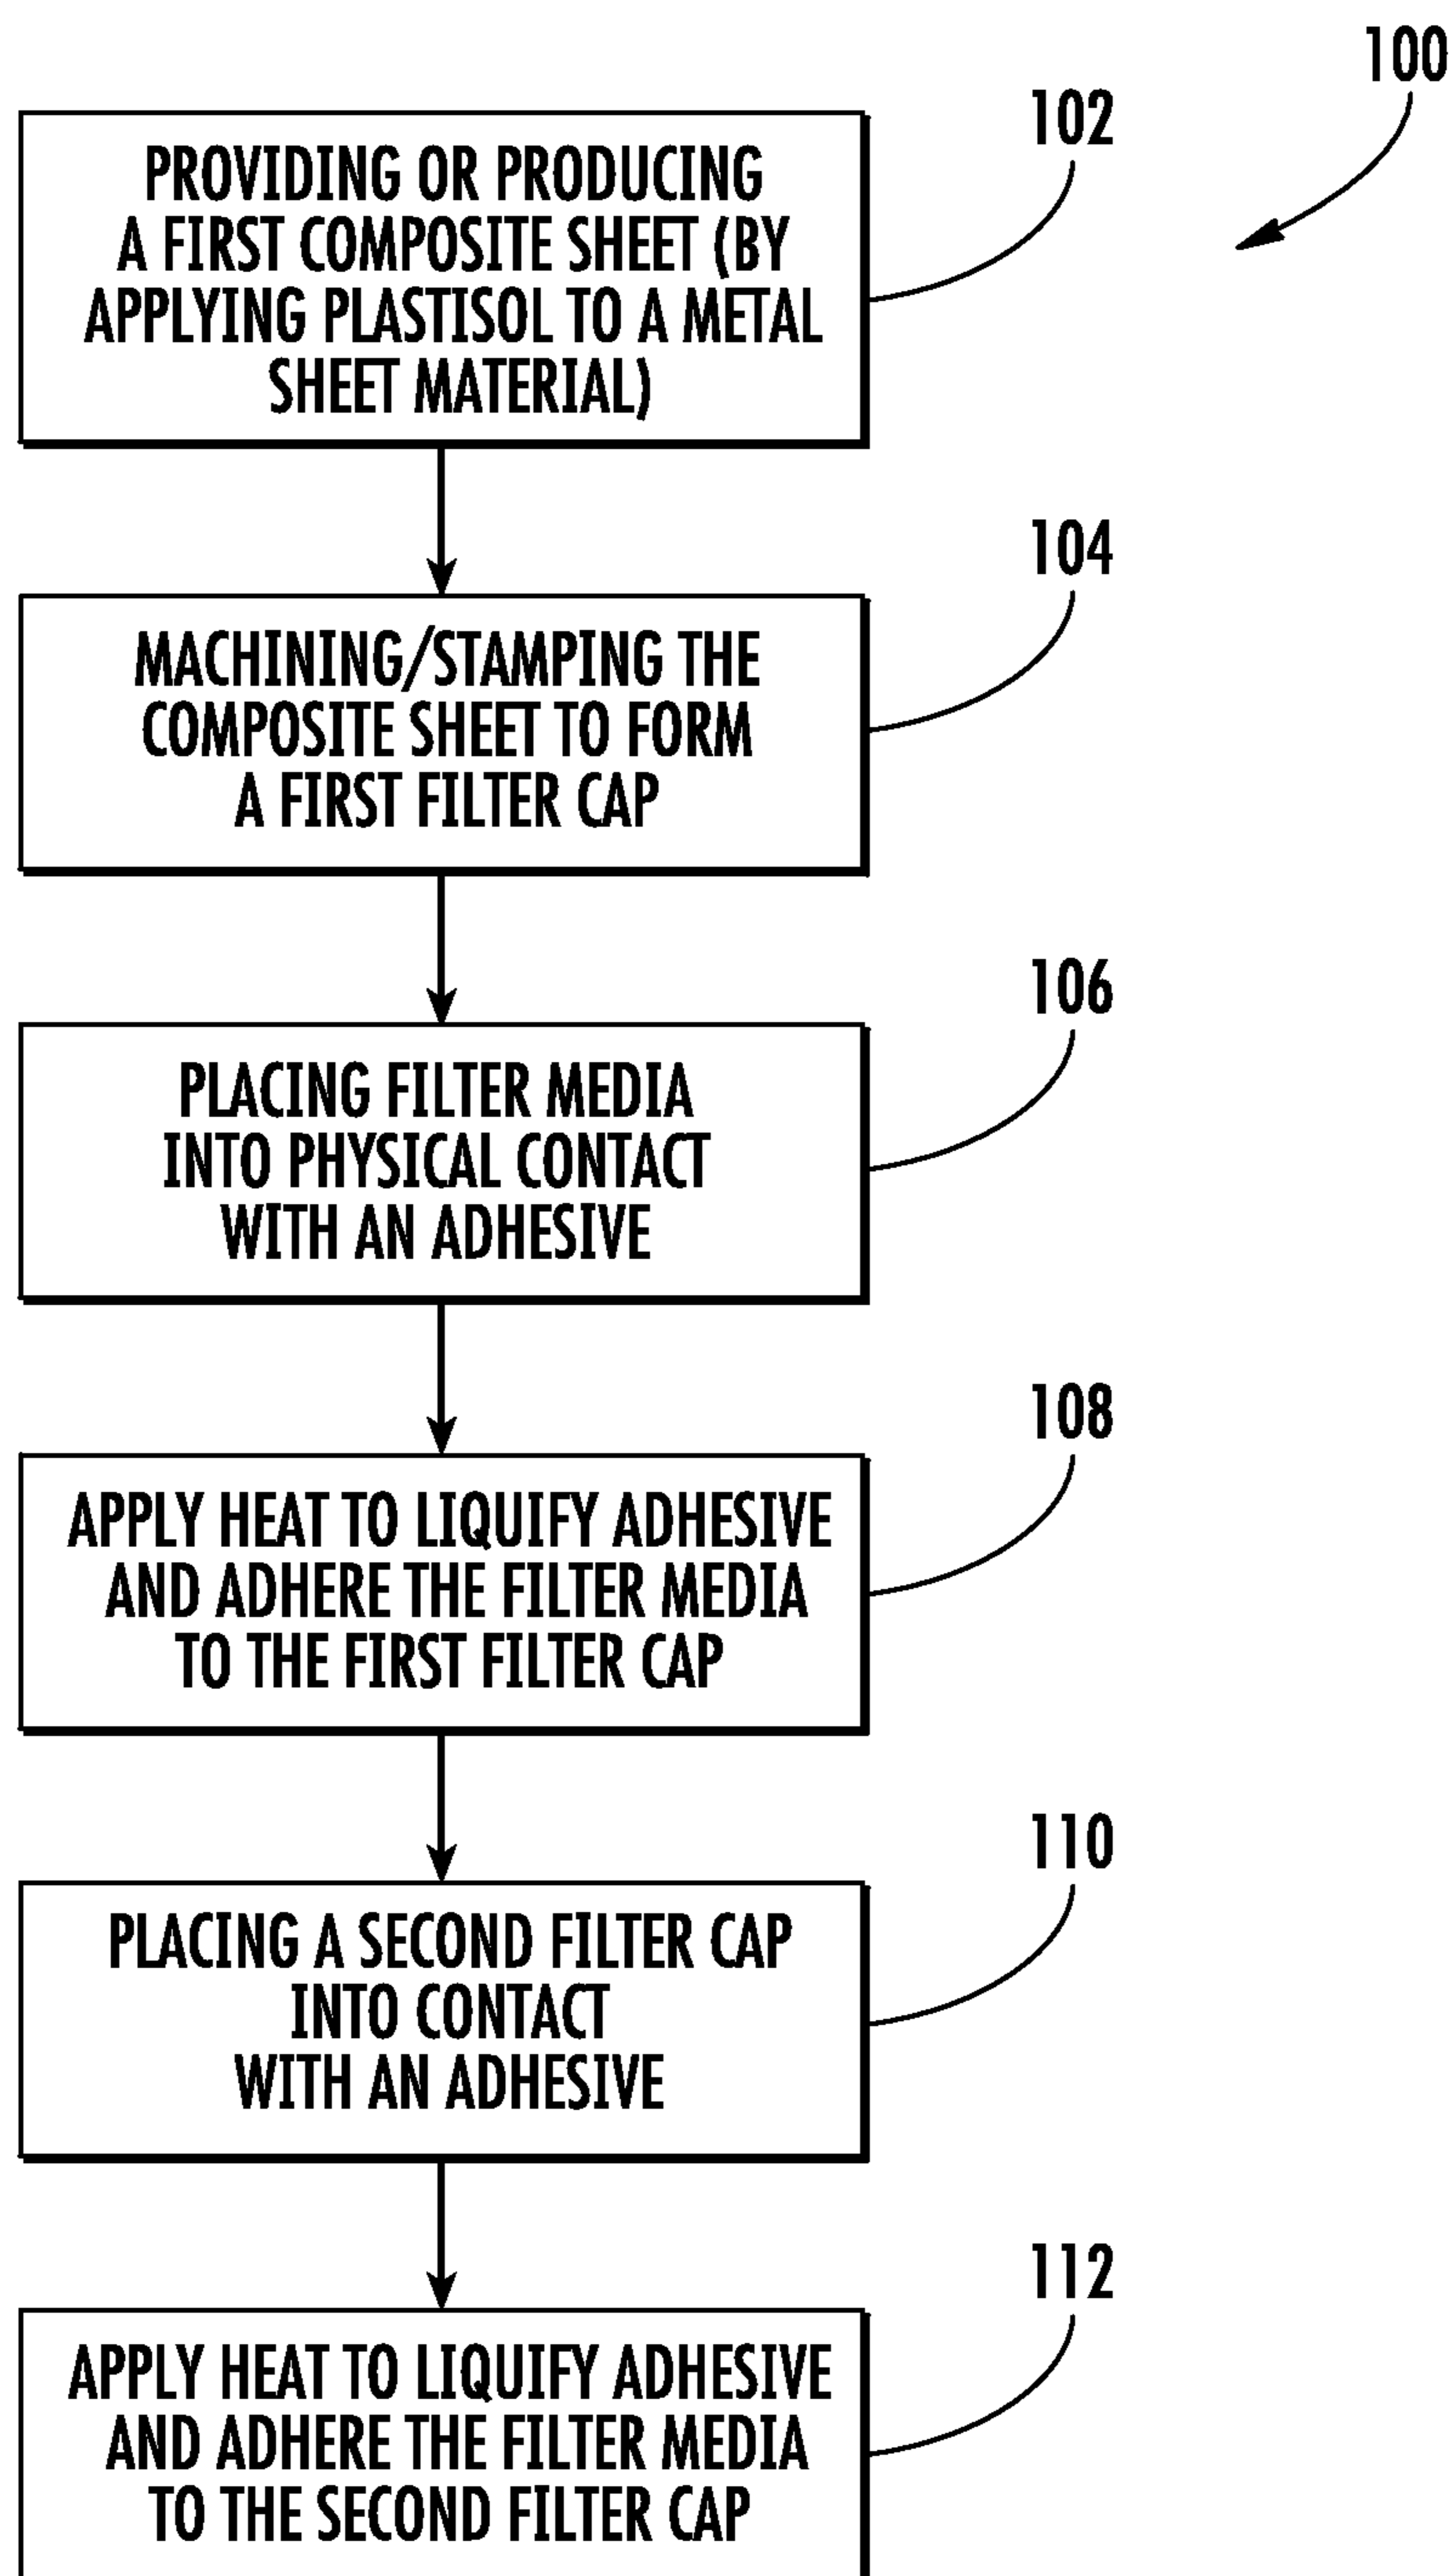 100
102
PROVIDING OR PRODUCING
A FIRST COMPOSITE SHEET (BY
APPLYING PLASTISOL TO A METAL
SHEET MATERIAL)
104
MACHINING/STAMPING THE
COMPOSITE SHEET TO FORM
A FIRST FILTER CAP
106
PLACING FILTER MEDIA
INTO PHYSICAL CONTACT
WITH AN ADHESIVE
108
APPLY HEAT TO LIQUIFY ADHESIVE
AND ADHERE THE FILTER MEDIA
TO THE FIRST FILTER CAP
110
PLACING A SECOND FILTER CAP
INTO CONTACT
WITH AN ADHESIVE
112
APPLY HEAT TO LIQUIFY ADHESIVE
AND ADHERE THE FILTER MEDIA
TO THE SECOND FILTER CAP